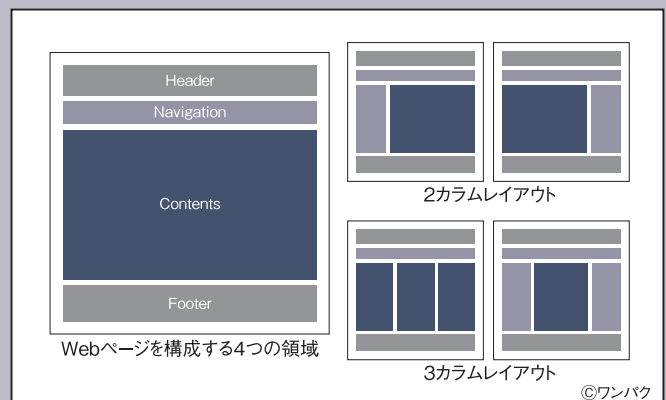 Header
Navigation
Contents
Footer
Webページを構成する4つの領域
2カラムレイアウト
3カラムレイアウト
©ワンパク